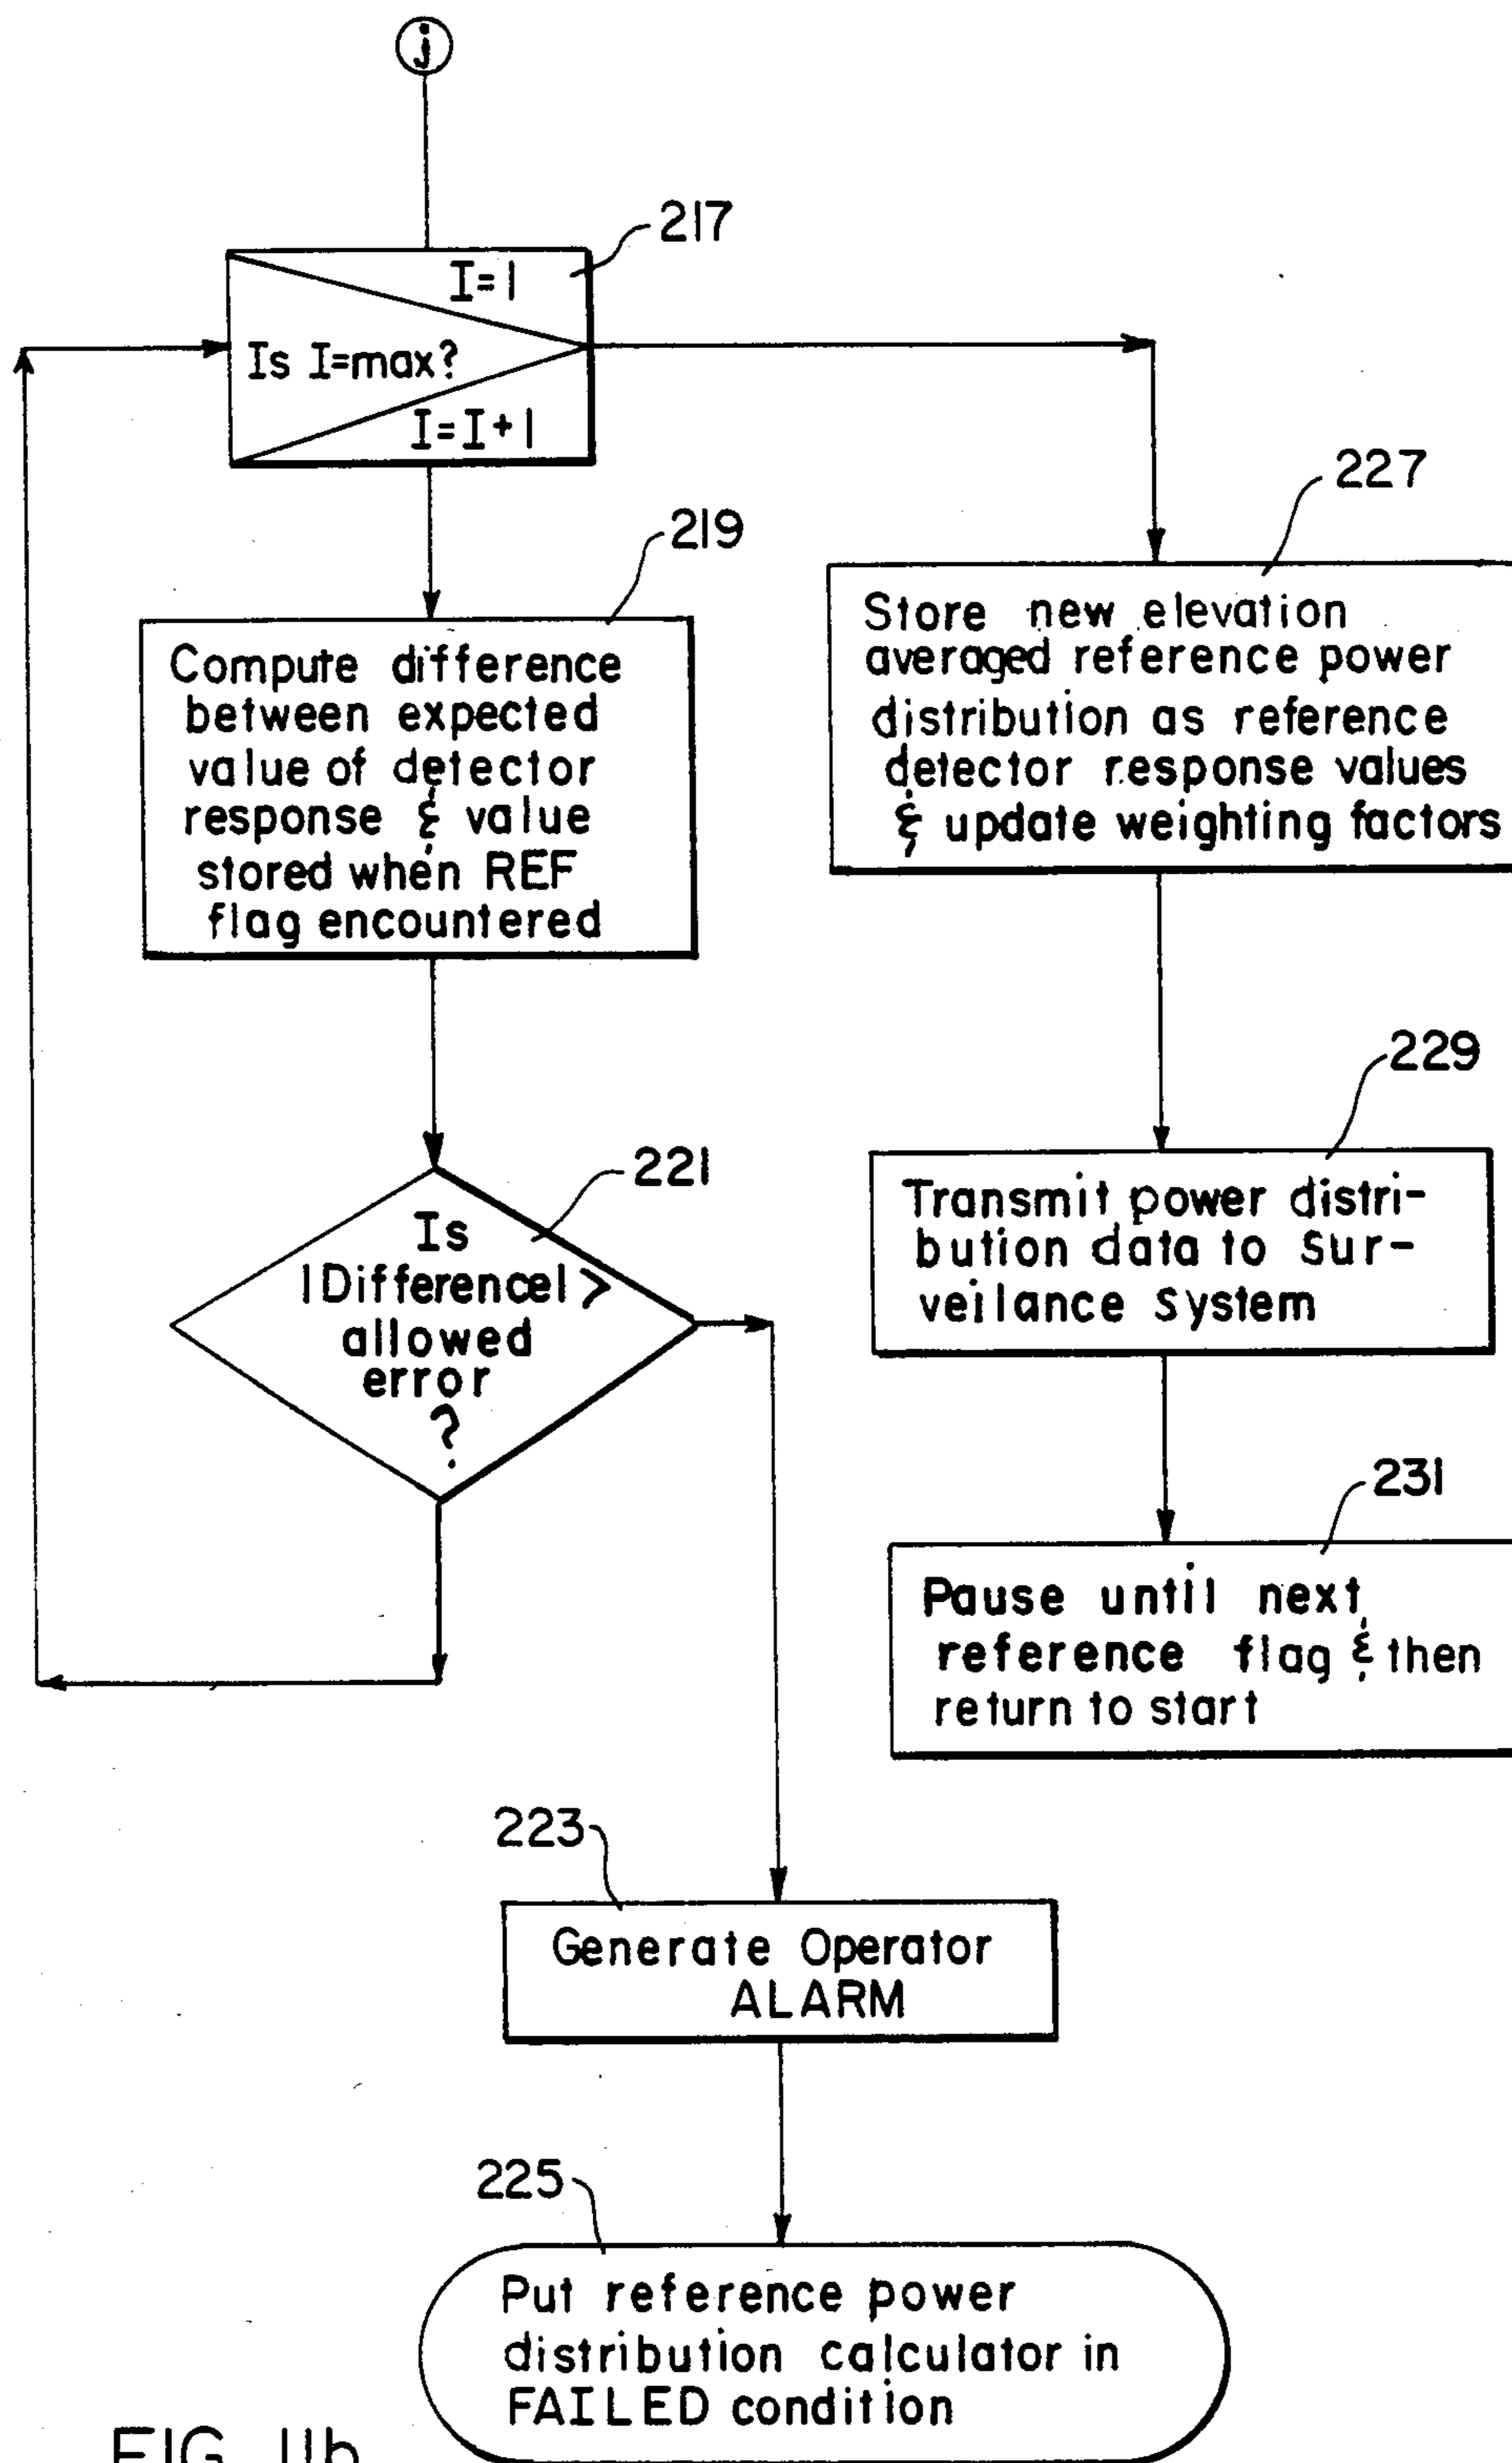 j
217
I=1
Is I=max?
I=I+1
219
Compute difference
between expected
value of detector
response & value
stored when REF
flag encountered
221
Is
|Difference| >
allowed
error
?
227
Store new elevation
averaged reference power
distribution as reference
detector response values
& update weighting factors
229
Transmit power distri-
bution data to Sur-
veilance System
231
Pause until next
reference flag & then
return to start
223
Generate Operator
ALARM
225
Put reference power
distribution calculator in
FAILED condition
FIG. 11b